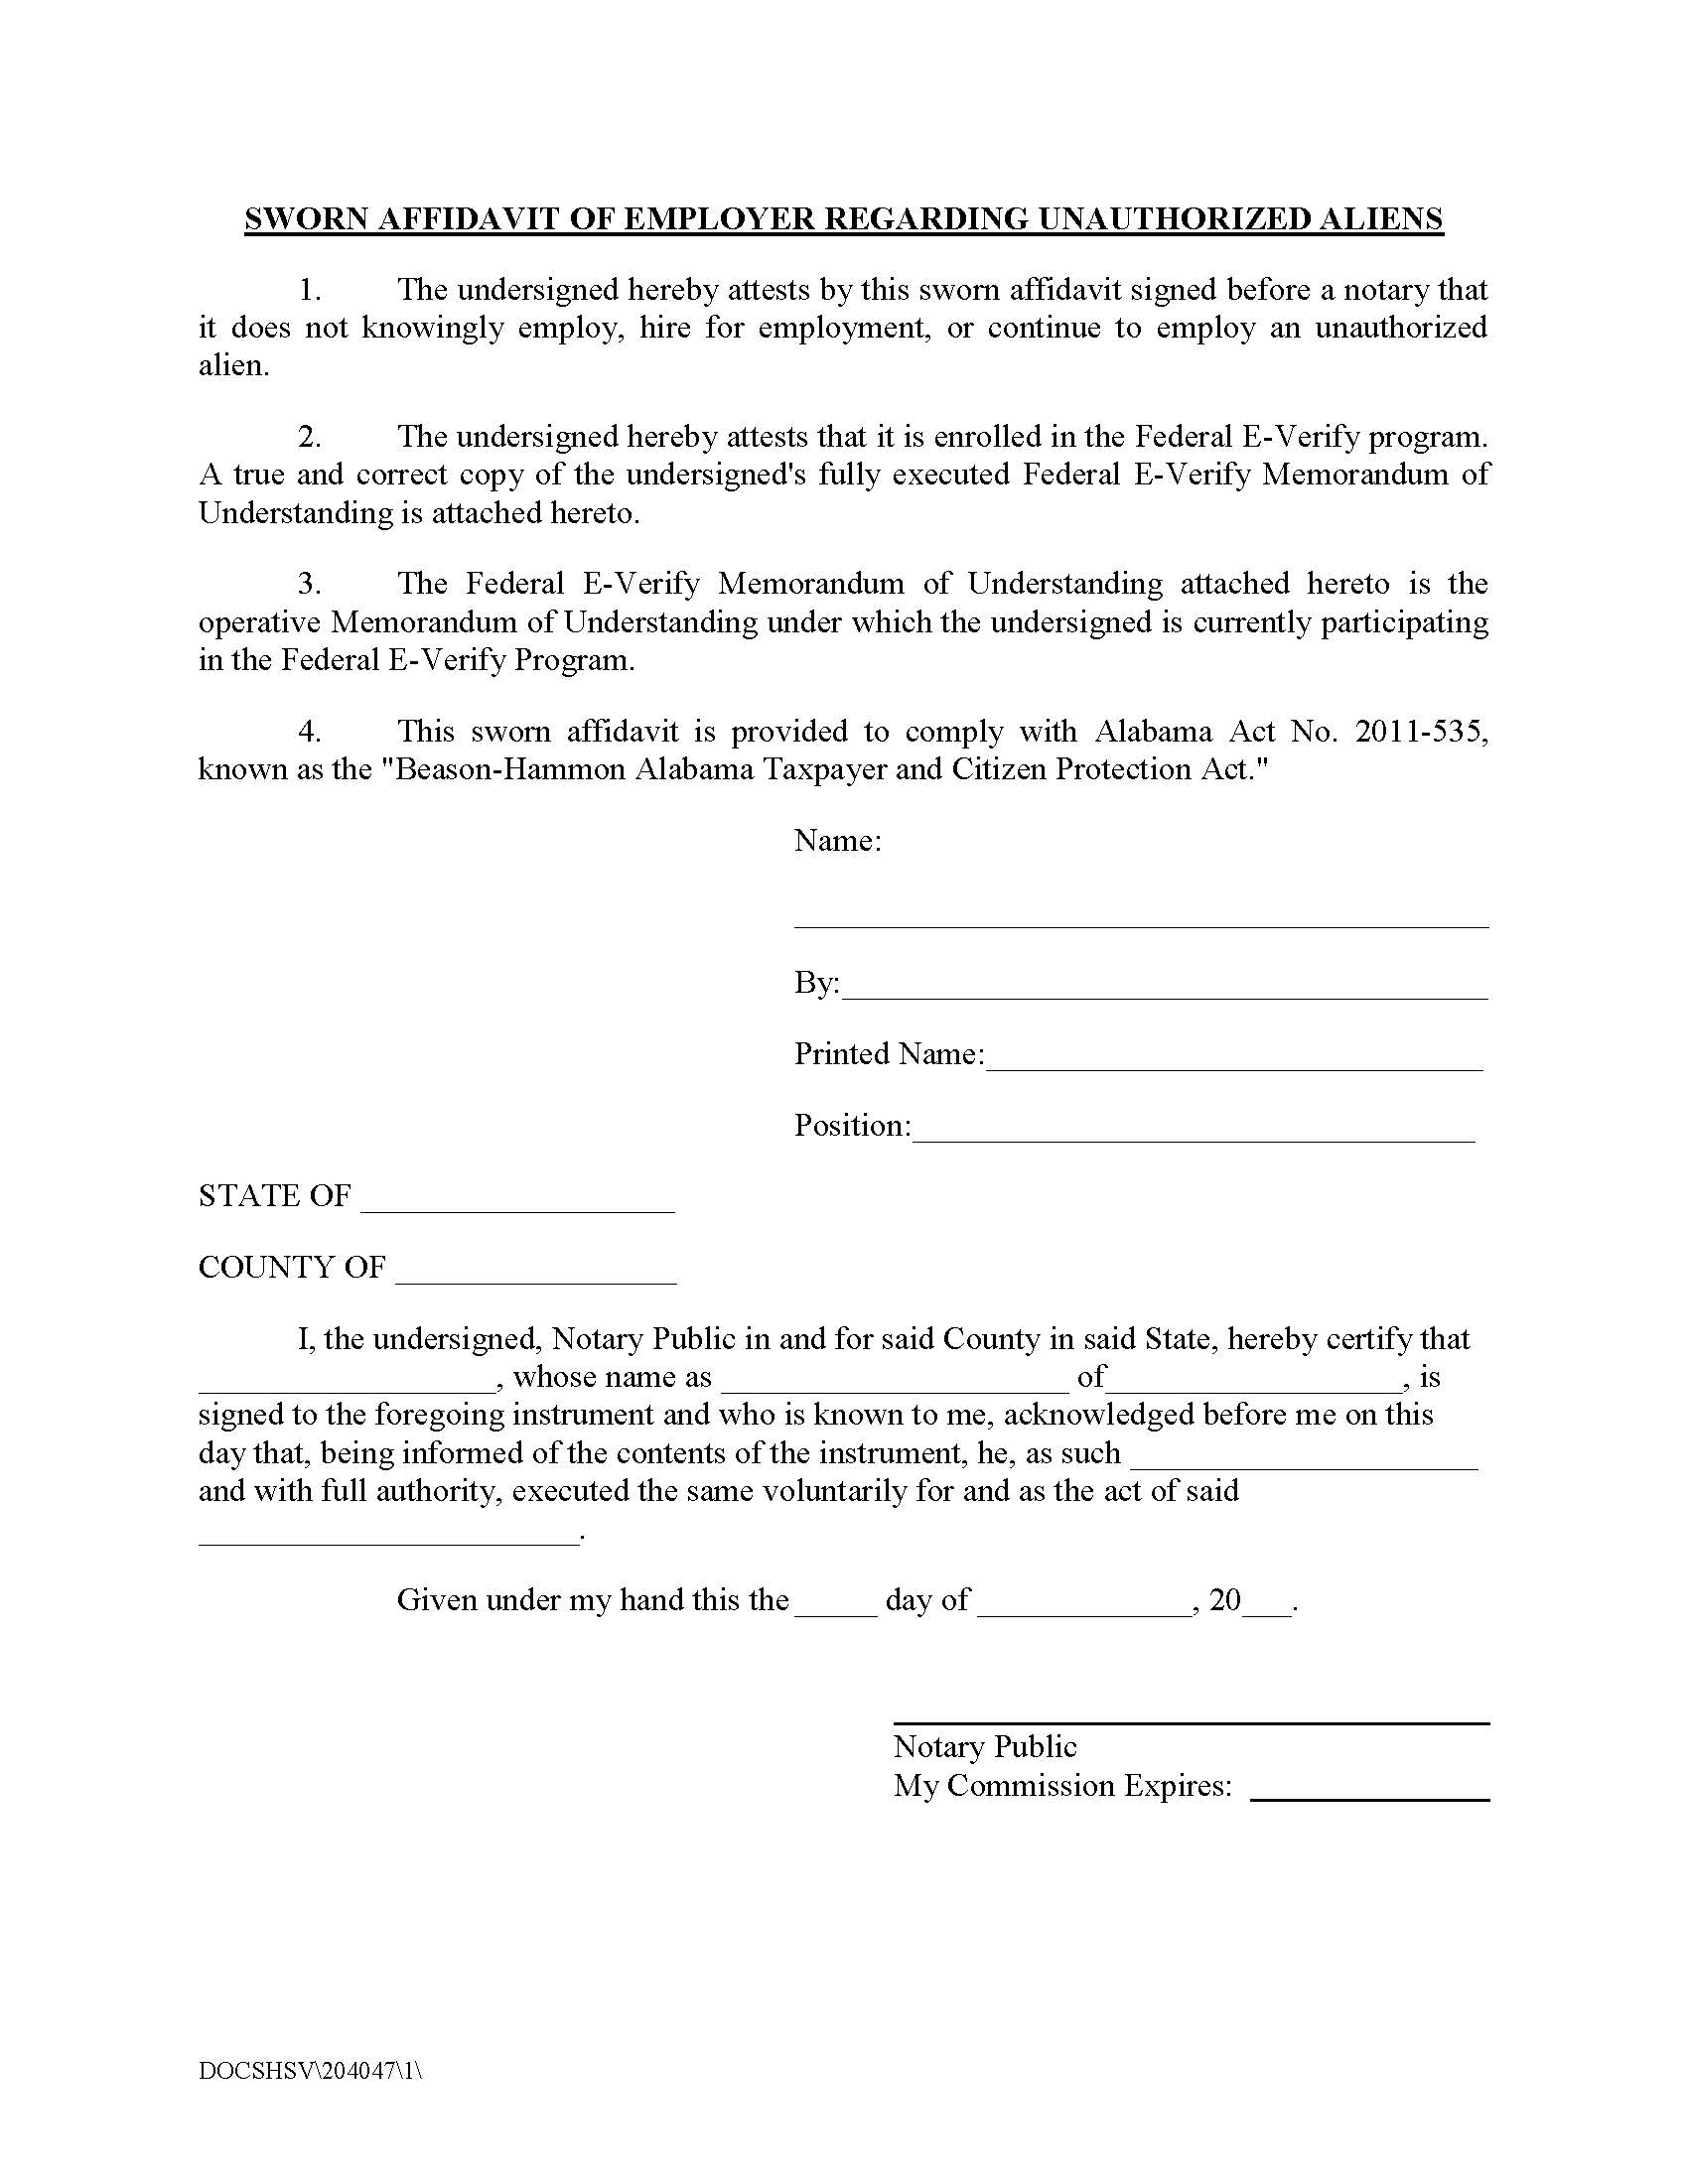 SWORN AFFIDAVIT OF EMPLOYER REGARDING UNAUTHORIZED ALIENS
1. The undersigned hereby attests by this sworn affidavit signed before a notary that
it does not knowingly employ, hire for employment, or continue to employ an unauthorized
alien.
2. The undersigned hereby attests that it is enrolled in the Federal E-Verify program.
A true and correct copy of the undersigned's fully executed Federal E-Verify Memorandum of
Understanding is attached hereto.
3. The Federal E-Verify Memorandum of Understanding attached hereto is the
operative Memorandum of Understanding under which the undersigned is currently participating
in the Federal E-Verify Program.
4. This sworn affidavit is provided to comply with Alabama Act No. 2011-535,
known as the "Beason-Hammon Alabama Taxpayer and Citizen Protection Act."
Name:
By:
Printed Name:
Position:
STATE OF
COUNTY OF
I, the undersigned, Notary Public in and for said County in said State, hereby certify that
____________, whose name as ____________ of____________, is
signed to the foregoing instrument and who is known to me, acknowledged before me on this
day that, being informed of the contents of the instrument, he, as such ____________
and with full authority, executed the same voluntarily for and as the act of said
____________.
Given under my hand this the _____ day of ____________, 20___.
Notary Public
My Commission Expires:
DOCSHSV\204047\1\